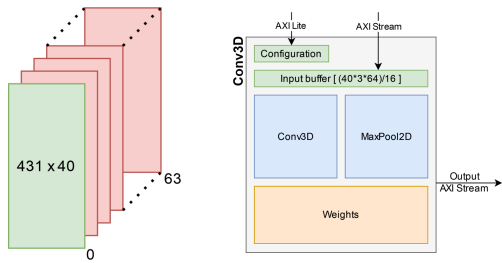 431 x 40
63
0
AXI Lite
AXI Stream
Conv3D
Configuration
Input buffer [ (40*3*64)/16 ]
Conv3D
MaxPool2D
Weights
Output
AXI Stream